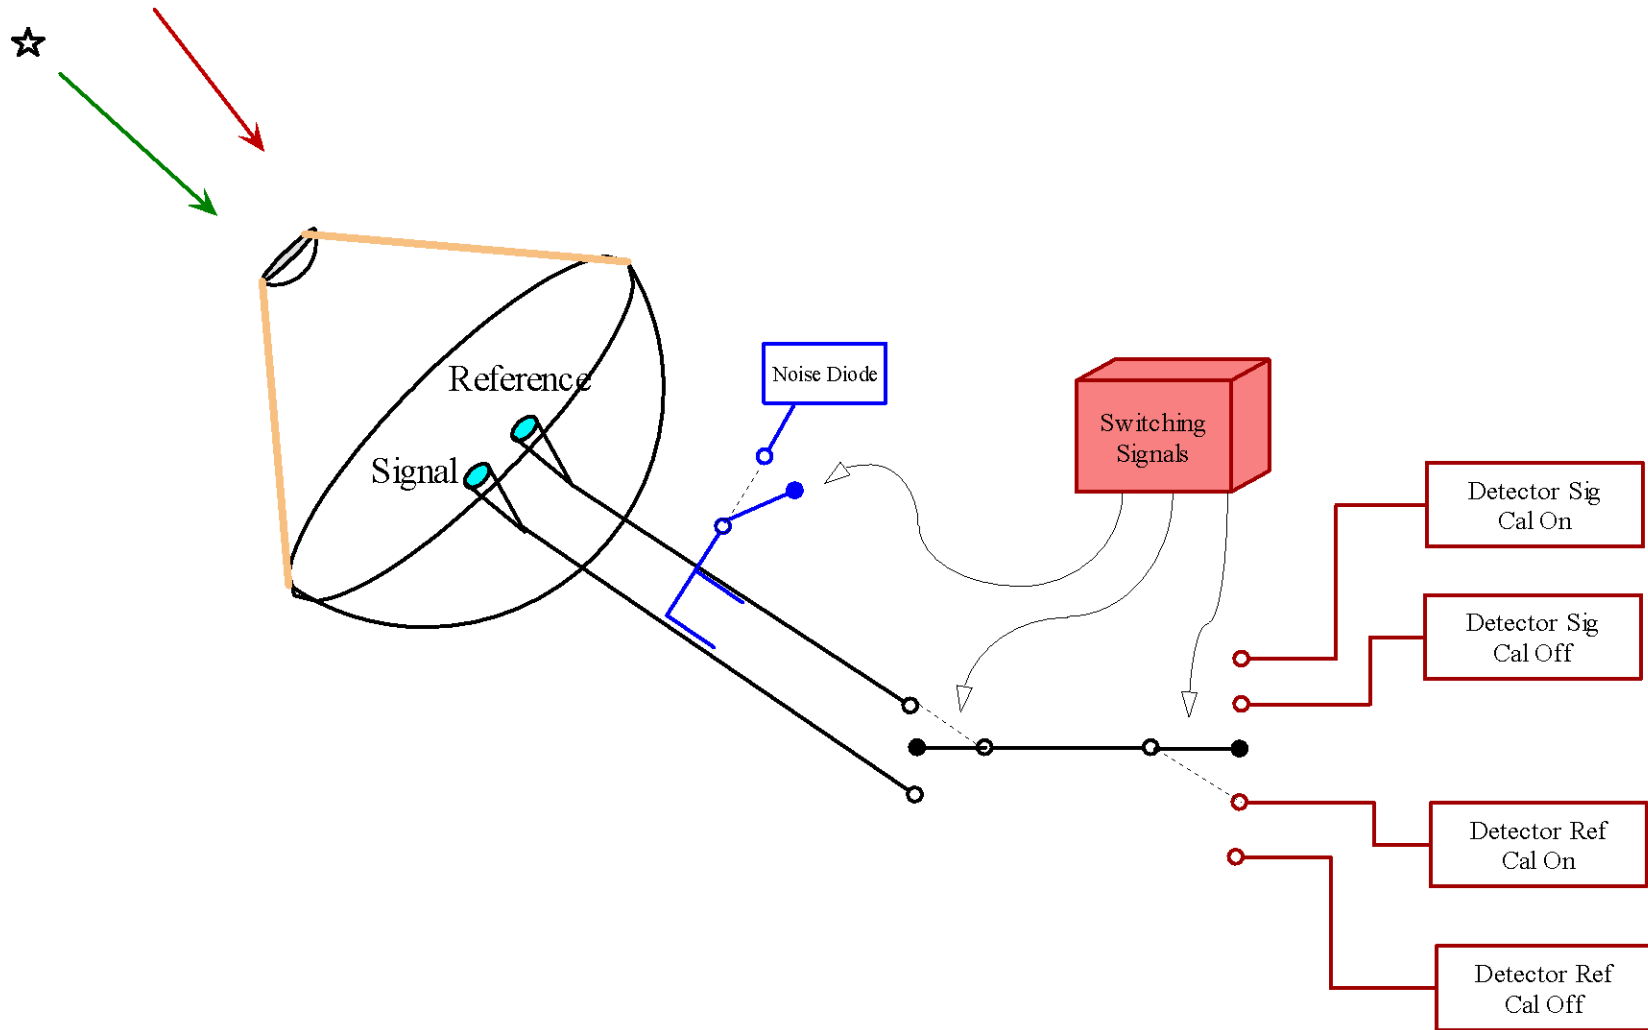 Reference
Signal
Noise Diode
Switching
Signals
Detector Sig
Cal On
Detector Sig
Cal Off
Detector Ref
Cal On
Detector Ref
Cal Off